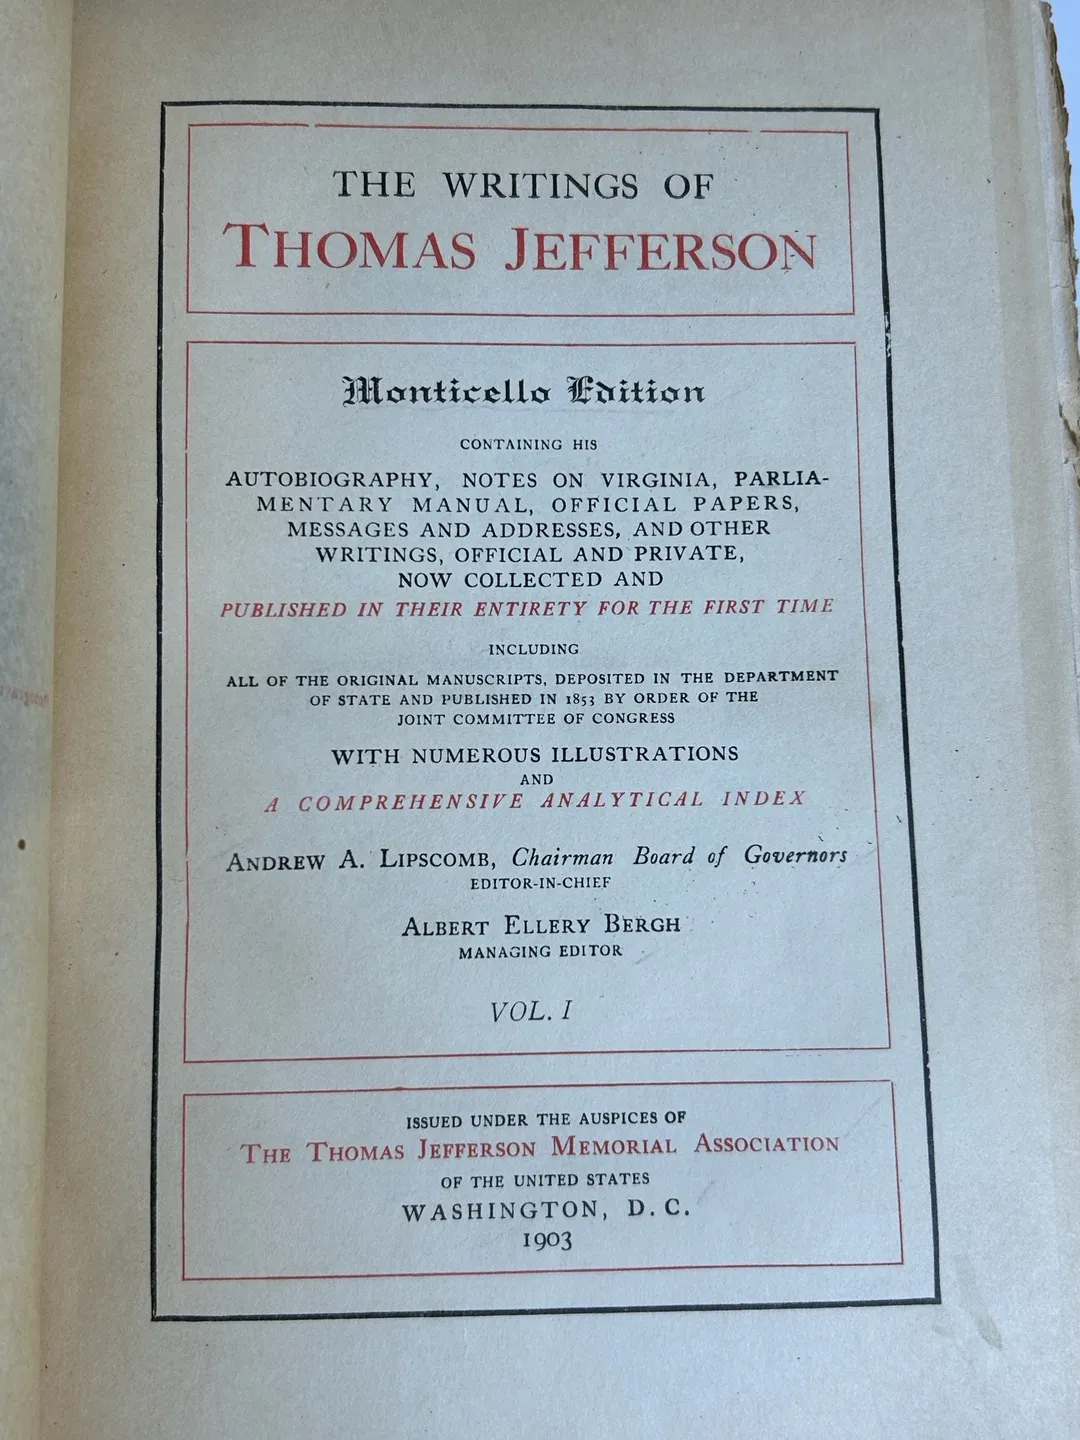 THE WRITINGS OF
THOMAS JEFFERSON
Monticello Edition
CONTAINING HIS
AUTOBIOGRAPHY, NOTES ON VIRGINIA, PARLIA-
MENTARY MANUAL, OFFICIAL PAPERS,
MESSAGES AND ADDRESSES, AND OTHER
WRITINGS, OFFICIAL AND PRIVATE,
NOW COLLECTED AND
PUBLISHED IN THEIR ENTIRETY FOR THE FIRST TIME
INCLUDING
ALL OF THE ORIGINAL MANUSCRIPTS, DEPOSITED IN THE DEPARTMENT
OF STATE AND PUBLISHED IN 1853 BY ORDER OF THE
JOINT COMMITTEE OF CONGRESS
WITH NUMEROUS ILLUSTRATIONS
AND
A COMPREHENSIVE ANALYTICAL INDEX
ANDREW A. LIPSCOMB, Chairman Board of Governors
EDITOR-IN-CHIEF
ALBERT ELLERY BERGH
MANAGING EDITOR
VOL. I
ISSUED UNDER THE AUSPICES OF
THE THOMAS JEFFERSON MEMORIAL ASSOCIATION
OF THE UNITED STATES
WASHINGTON, D. C.
1903